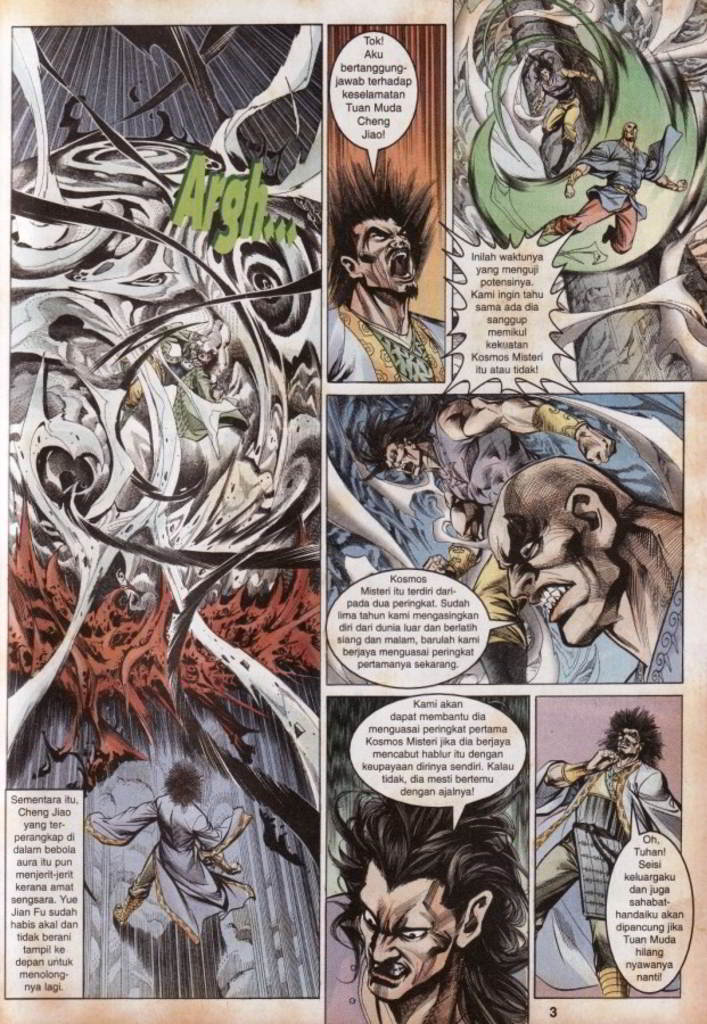 Argh...
Sementara itu,
Cheng Jiao
yang ter-
perangkap di
dalam bebola
aura itu pun
menjerit-jerit
kerana amat
sengsara. Yue
Jian Fu sudah
habis akal dan
tidak berani
tampil ke
depan untuk
menolong-
nya lagi.
Tok!
Aku
bertanggung-
jawab terhadap
keselamatan
Tuan Muda
Cheng
Jiao!
Inilah waktunya
yang menguji
potensinya.
Kami ingin tahu
sama ada dia
sanggup
memikul
kekuatan
Kosmos Misteri
itu atau tidak!
Kosmos
Misteri itu terdiri dari-
pada dua peringkat. Sudah
lima tahun kami mengasingkan
diri dari dunia luar dan berlatih
siang dan malam, barulah kami
berjaya menguasai peringkat
pertamanya sekarang.
Kami akan
dapat membantu dia
menguasai peringkat pertama
Kosmos Misteri jika dia berjaya
mencabut hablur itu dengan
keupayaan dirinya sendiri. Kalau
tidak, dia mesti bertemu
dengan ajalnya!
Oh,
Tuhan!
Seisi
keluargaku
dan juga
sahabat-
handaiku akan
dipancung jika
Tuan Muda
hilang
nyawanya
nanti!
3